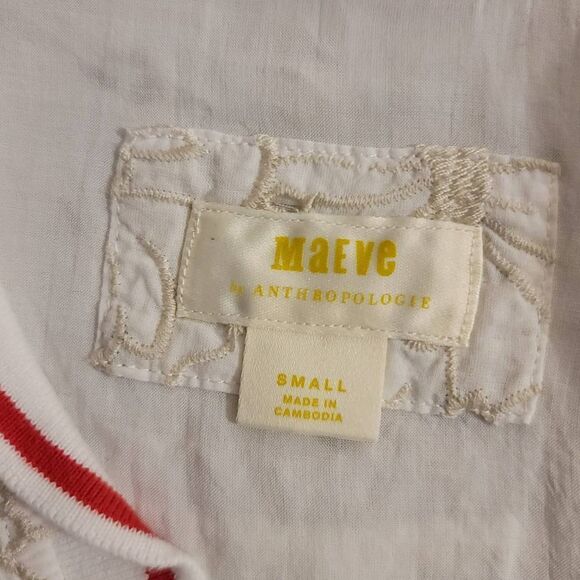 MaEVe
by ANTHROPOLOGIE
SMALL
MADE IN
CAMBODIA